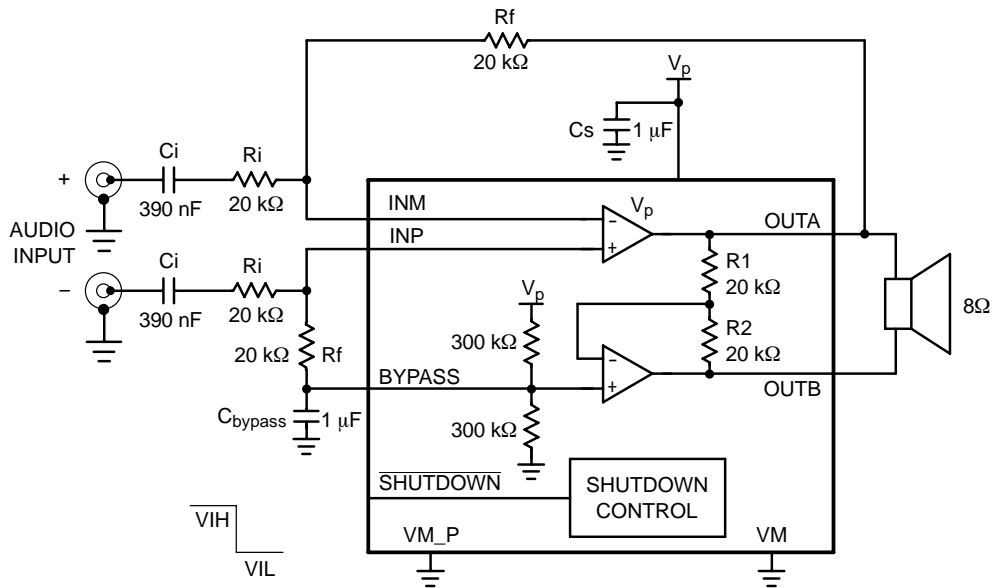 Rf
20 kΩ
Vp
Cs
1 μF
Ci
Ri
+
390 nF
20 kΩ
AUDIO
INPUT
INM
INP
Vp
−
+
OUTA
Ci
Ri
−
390 nF
20 kΩ
R1
20 kΩ
Vp
8Ω
20 kΩ
Rf
300 kΩ
R2
20 kΩ
−
+
BYPASS
OUTB
Cbypass
1 μF
300 kΩ
SHUTDOWN
SHUTDOWN
CONTROL
VIH
VIL
VM_P
VM